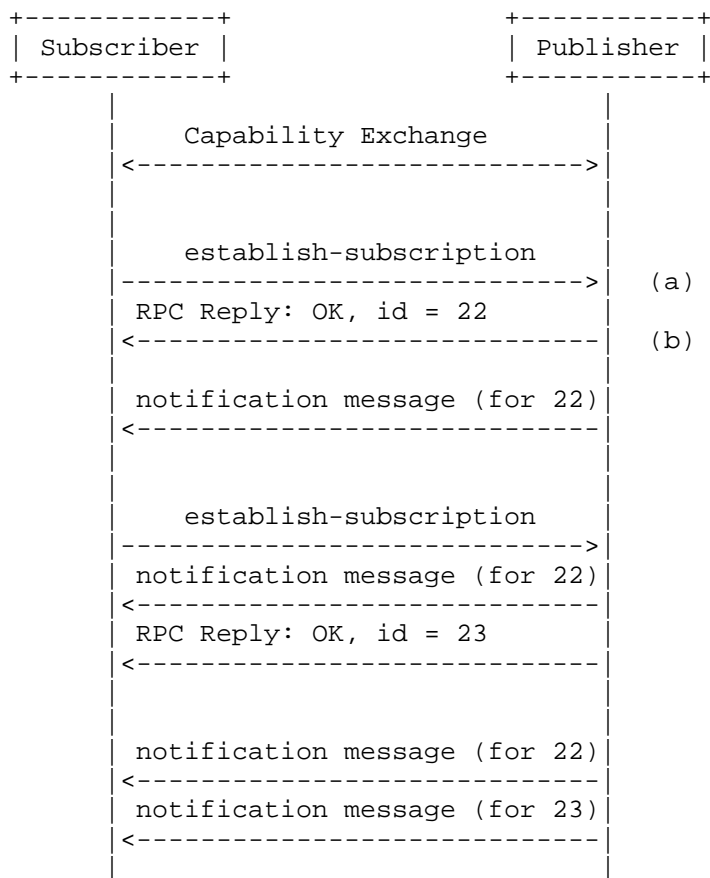 Subscriber Publisher
Capability Exchange
establish-subscription
(a)
RPC Reply: OK, id = 22
(b)
notification message (for 22)
establish-subscription
notification message (for 22)
RPC Reply: OK, id = 23
notification message (for 22)
notification message (for 23)